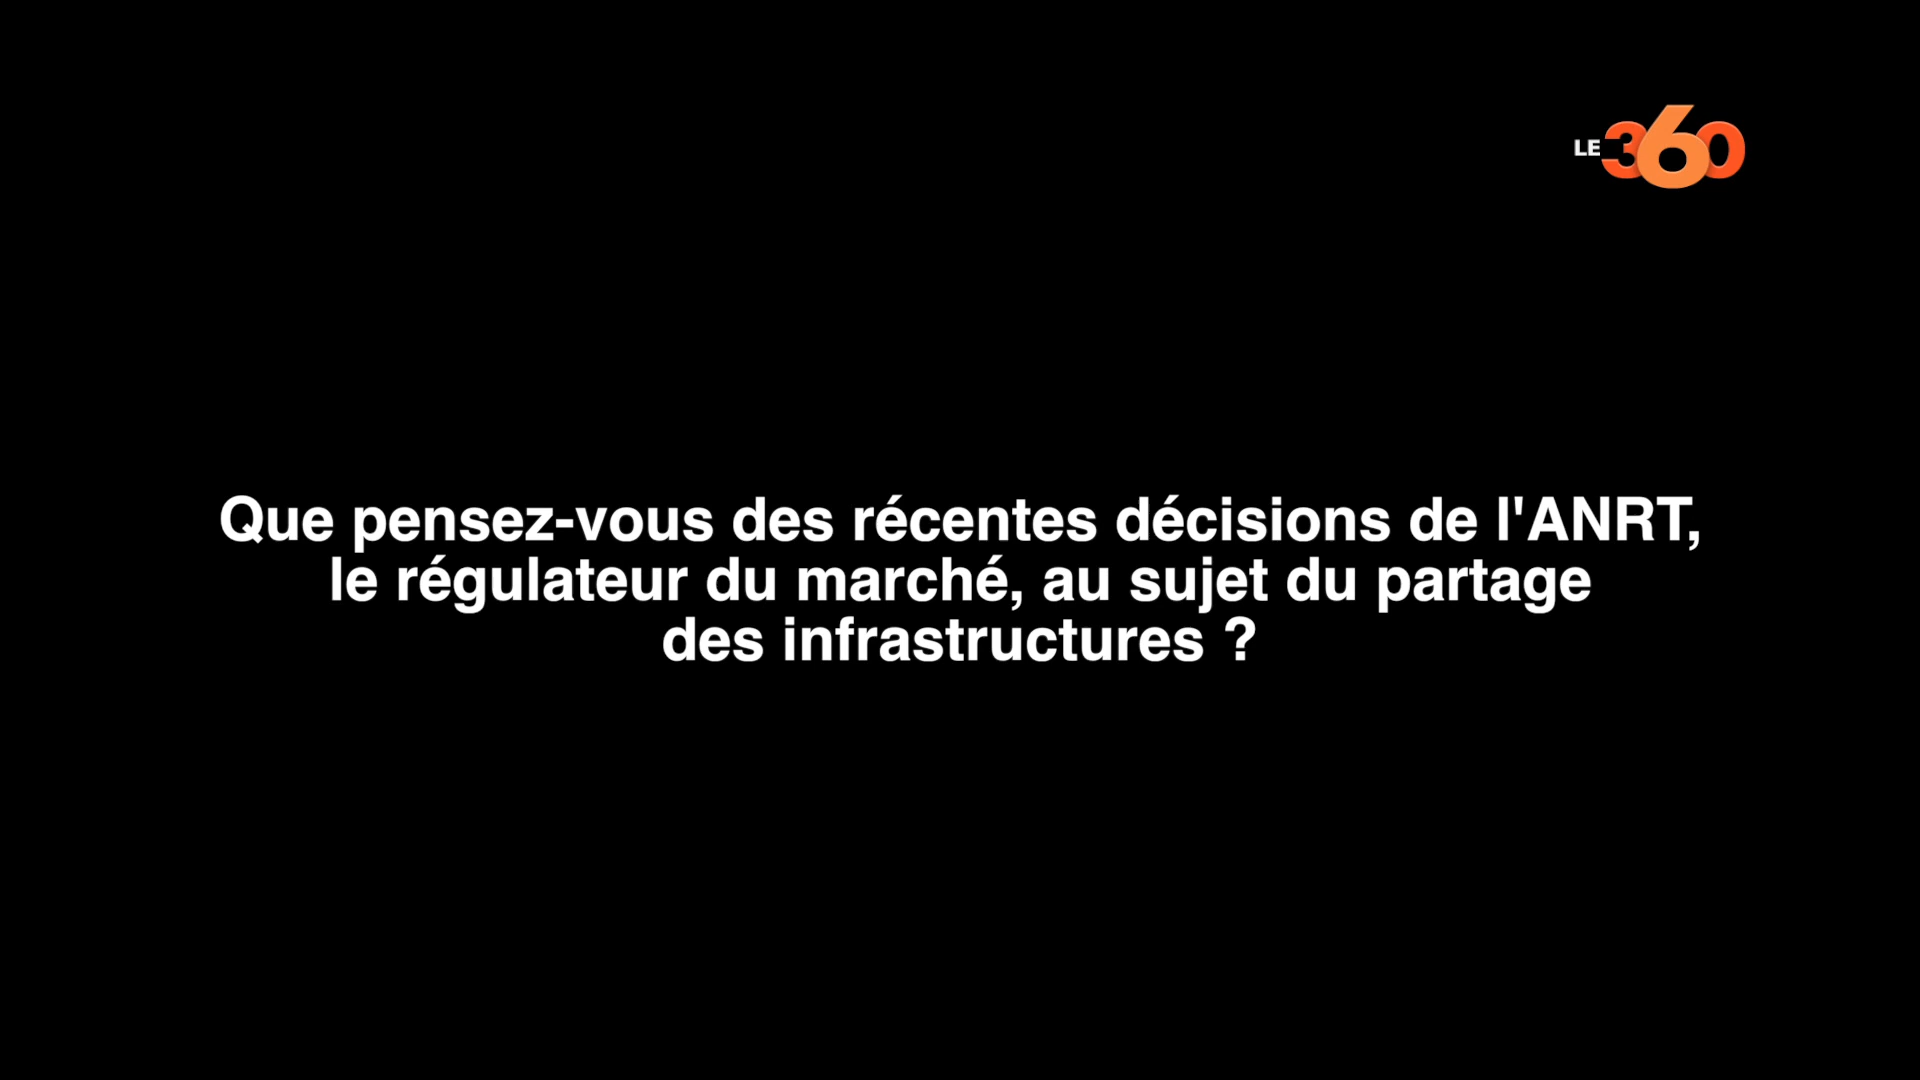 LE 360
Que pensez-vous des récentes décisions de l'ANRT,
le régulateur du marché, au sujet du partage
des infrastructures ?